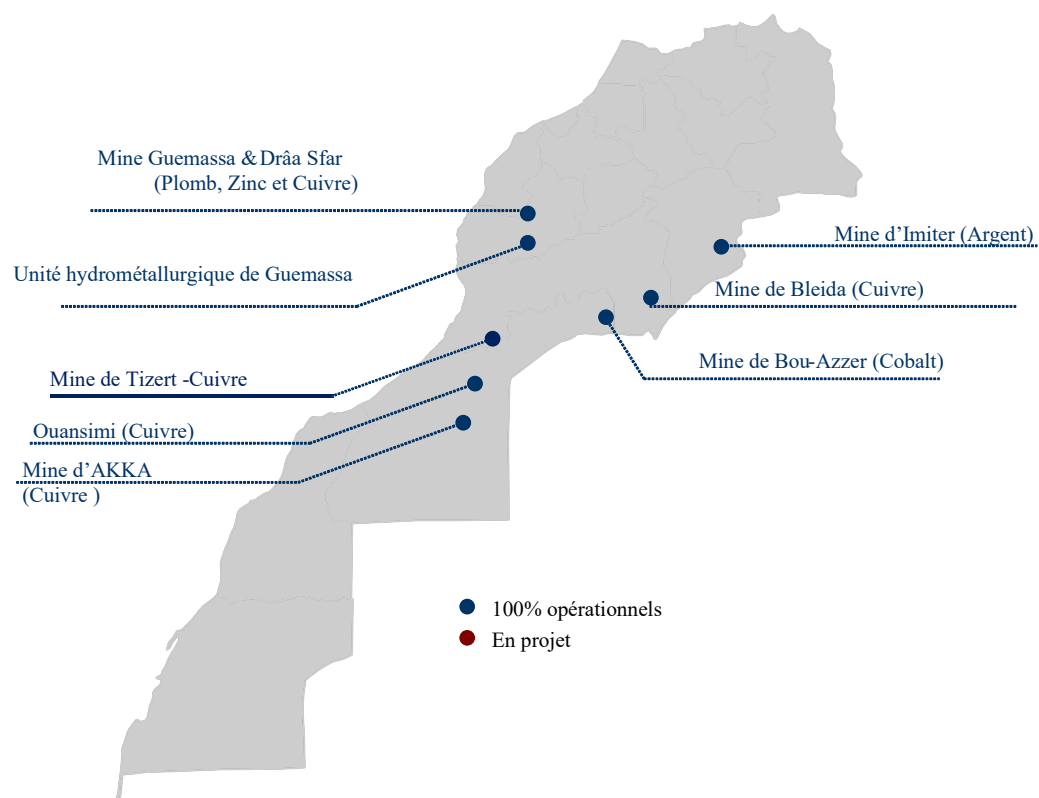 Mine Guemassa & Drâa Sfar
(Plomb, Zinc et Cuivre)
Unité hydrométallurgique de Guemassa
Mine de Tizert -Cuivre
Ouansimi (Cuivre)
Mine d’AKKA
(Cuivre )
Mine d’Imiter (Argent)
Mine de Bleida (Cuivre)
Mine de Bou-Azzer (Cobalt)
100% opérationnels
En projet